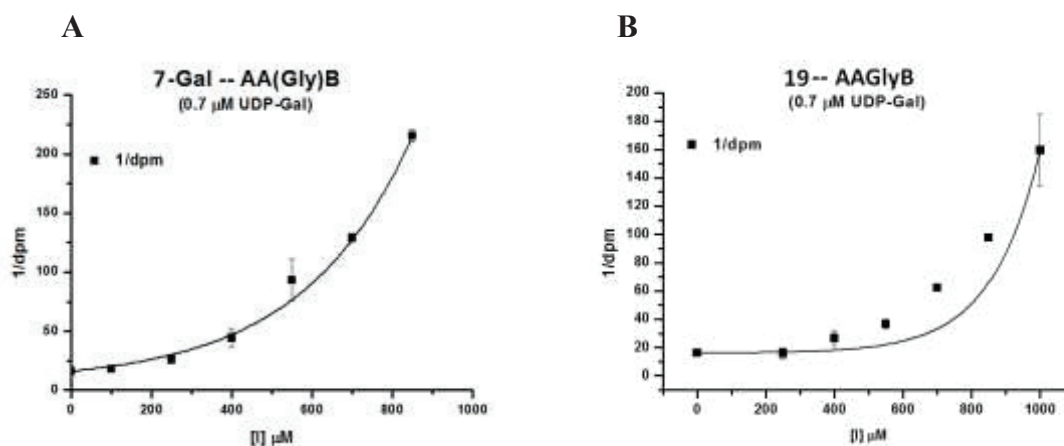 A
7-Gal -- AA(Gly)B
(0.7 μM UDP-Gal)
1/dpm
250
200
150
100
50
0
1/dpm
0 200 400 600 800 1000
[I] μM
B
19-- AAGlyB
(0.7 μM UDP-Gal)
1/dpm
200
180
160
140
120
100
80
60
40
20
0
1/dpm
0 200 400 600 800 1000
[I] μM